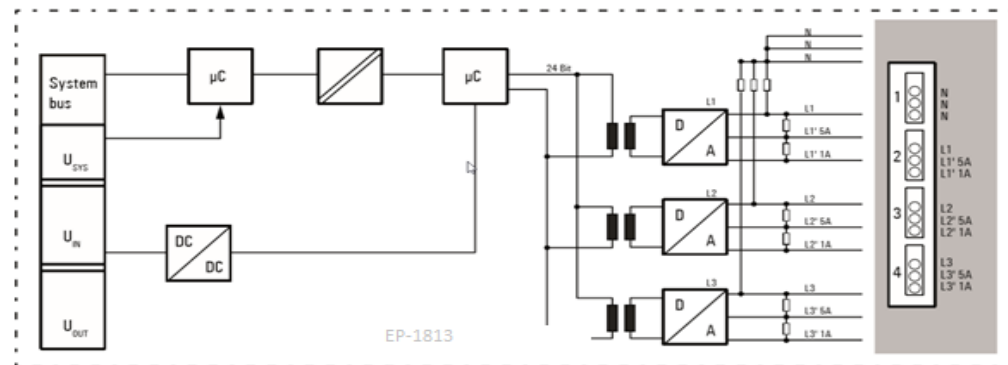 System
bus
U SYS
U IN
U OUT
µC
DC
DC
µC
24 Bit
EP-1813
L1
D
A
L2
D
A
L3
D
A
N
N
N
L1
L1' 5A
L1' 1A
L2
L2' 5A
L2' 1A
L3
L3' 5A
L3' 1A
1
N
N
N
2
L1
L1' 5A
L1' 1A
3
L2
L2' 5A
L2' 1A
4
L3
L3' 5A
L3' 1A